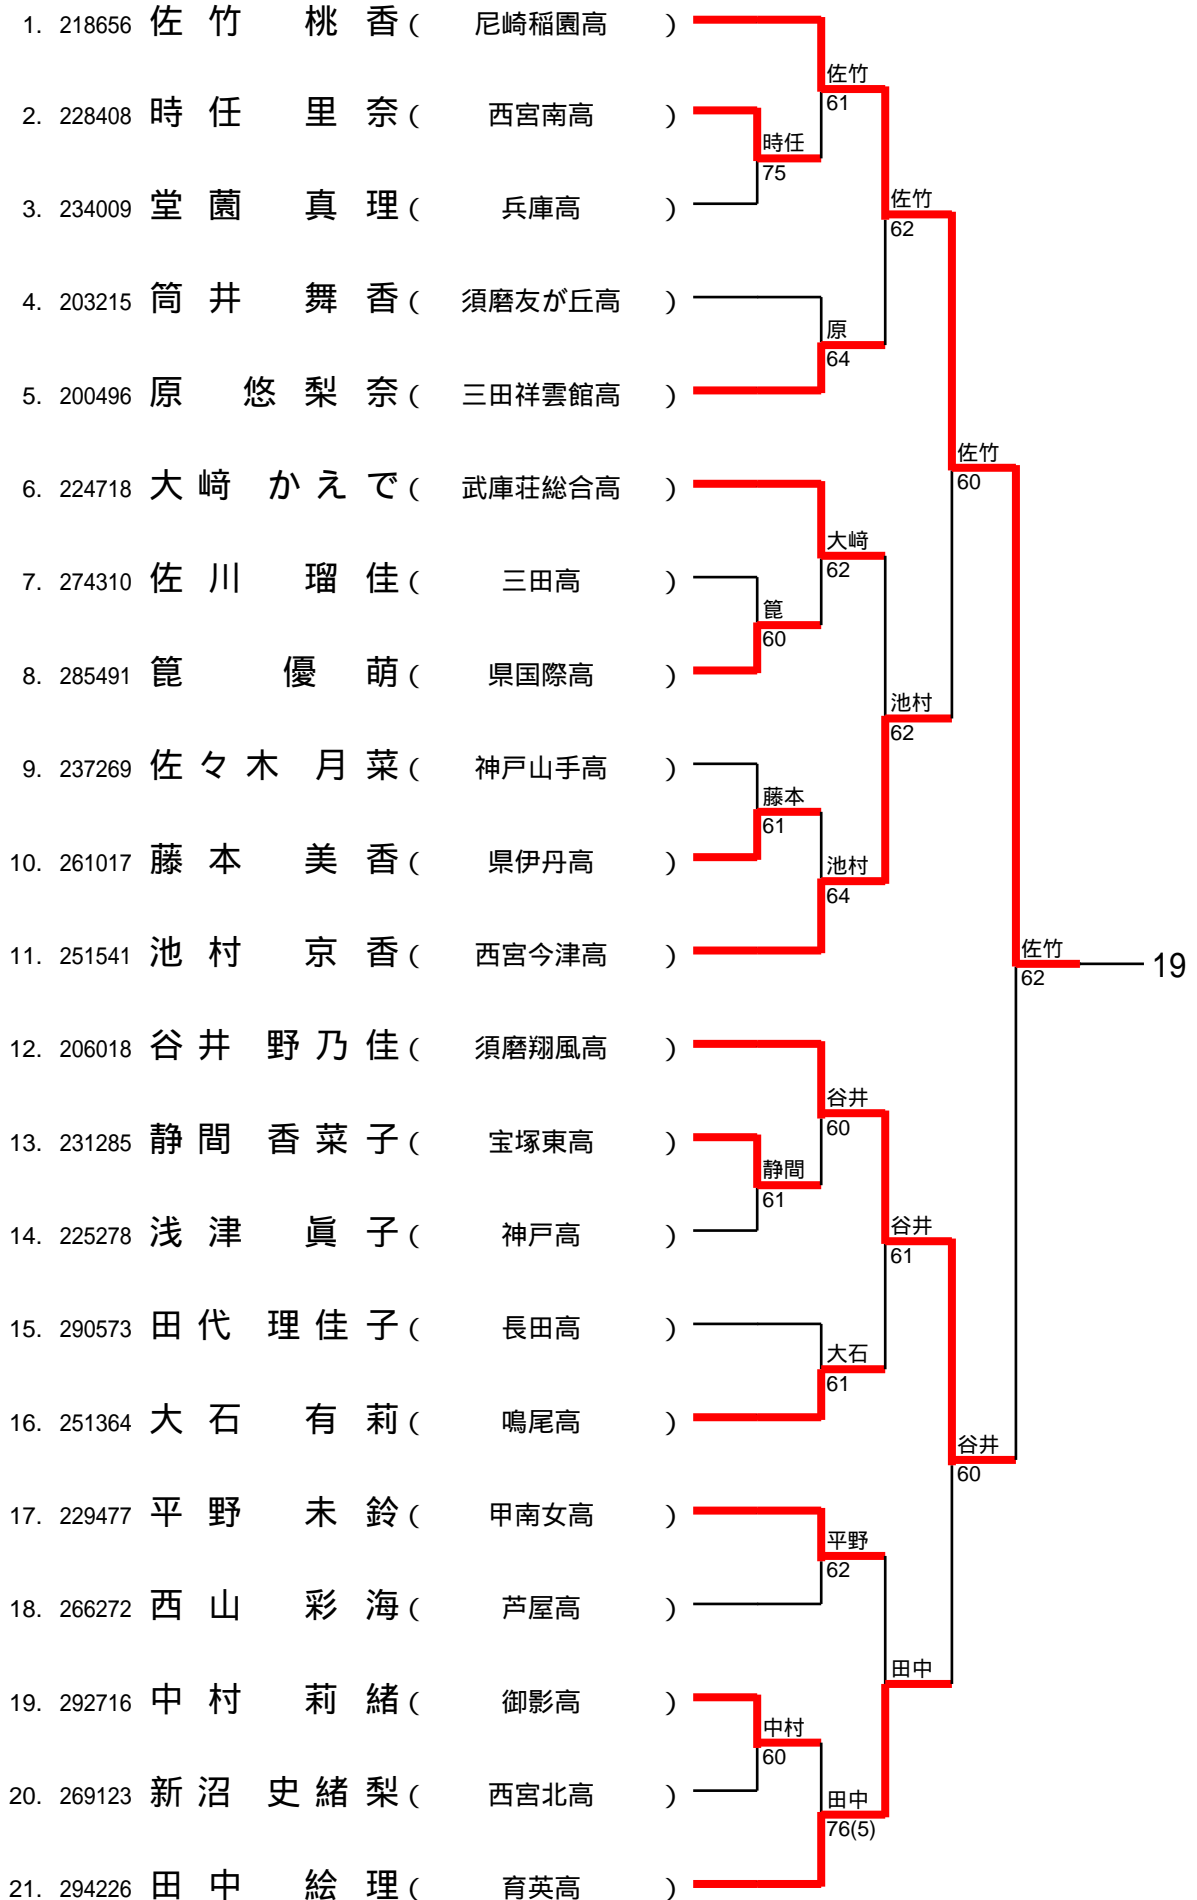 1. 218656 佐竹 桃香 ( 尼崎稲園高 )
佐竹
61
2. 228408 時任 里奈 ( 西宮南高 )
時任
75
3. 234009 堂園 真理 ( 兵庫高 )
佐竹
62
4. 203215 筒井 舞香 ( 須磨友が丘高 )
原
64
5. 200496 原 悠梨奈 ( 三田祥雲館高 )
佐竹
60
6. 224718 大﨑 かえで ( 武庫荘総合高 )
大﨑
62
7. 274310 佐川 瑠佳 ( 三田高 )
箟
60
8. 285491 箟 優萌 ( 県国際高 )
池村
62
9. 237269 佐々木 月菜 ( 神戸山手高 )
藤本
61
10. 261017 藤本 美香 ( 県伊丹高 )
池村
64
11. 251541 池村 京香 ( 西宮今津高 )
佐竹
62
19
12. 206018 谷井 野乃佳 ( 須磨翔風高 )
谷井
60
13. 231285 静間 香菜子 ( 宝塚東高 )
静間
61
14. 225278 浅津 眞子 ( 神戸高 )
谷井
61
15. 290573 田代 理佳子 ( 長田高 )
大石
61
16. 251364 大石 有莉 ( 鳴尾高 )
谷井
60
17. 229477 平野 未鈴 ( 甲南女高 )
平野
62
18. 266272 西山 彩海 ( 芦屋高 )
田中
19. 292716 中村 莉緒 ( 御影高 )
中村
60
20. 269123 新沼 史緒梨 ( 西宮北高 )
田中
76(5)
21. 294226 田中 絵理 ( 育英高 )